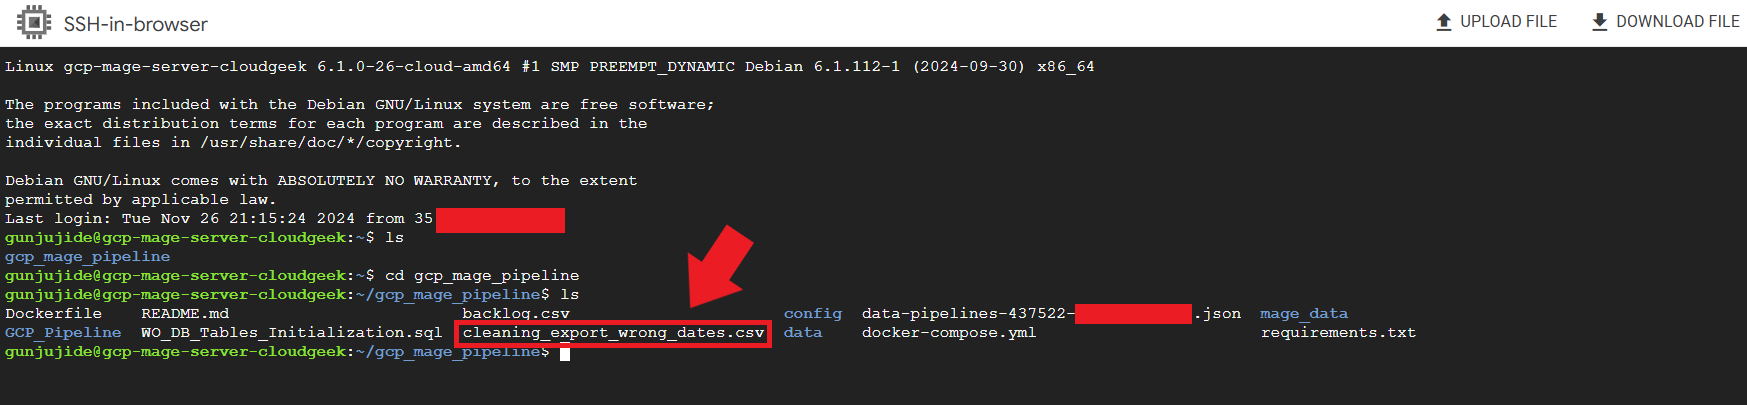 SSH-in-browser
UPLOAD FILE
DOWNLOAD FILE
Linux gcp-mage-server-cloudgeek 6.1.0-26-cloud-amd64 #1 SMP PREEMPT_DYNAMIC Debian 6.1.112-1 (2024-09-30) x86_64
The programs included with the Debian GNU/Linux system are free software;
the exact distribution terms for each program are described in the
individual files in /usr/share/doc/*/copyright.
Debian GNU/Linux comes with ABSOLUTELY NO WARRANTY, to the extent
permitted by applicable law.
Last login: Tue Nov 26 21:15:24 2024 from 35
gunjujide@gcp-mage-server-cloudgeek:~$ ls
gcp_mage_pipeline
gunjujide@gcp-mage-server-cloudgeek:~$ cd gcp_mage_pipeline
gunjujide@gcp-mage-server-cloudgeek:~/gcp_mage_pipeline$ ls
Dockerfile README.md backlog.csv config data-pipelines-437522- .json mage_data
GCP_Pipeline WO_DB_Tables_Initialization.sql cleaning_export_wrong_dates.csv data docker-compose.yml requirements.txt
gunjujide@gcp-mage-server-cloudgeek:~/gcp_mage_pipeline$